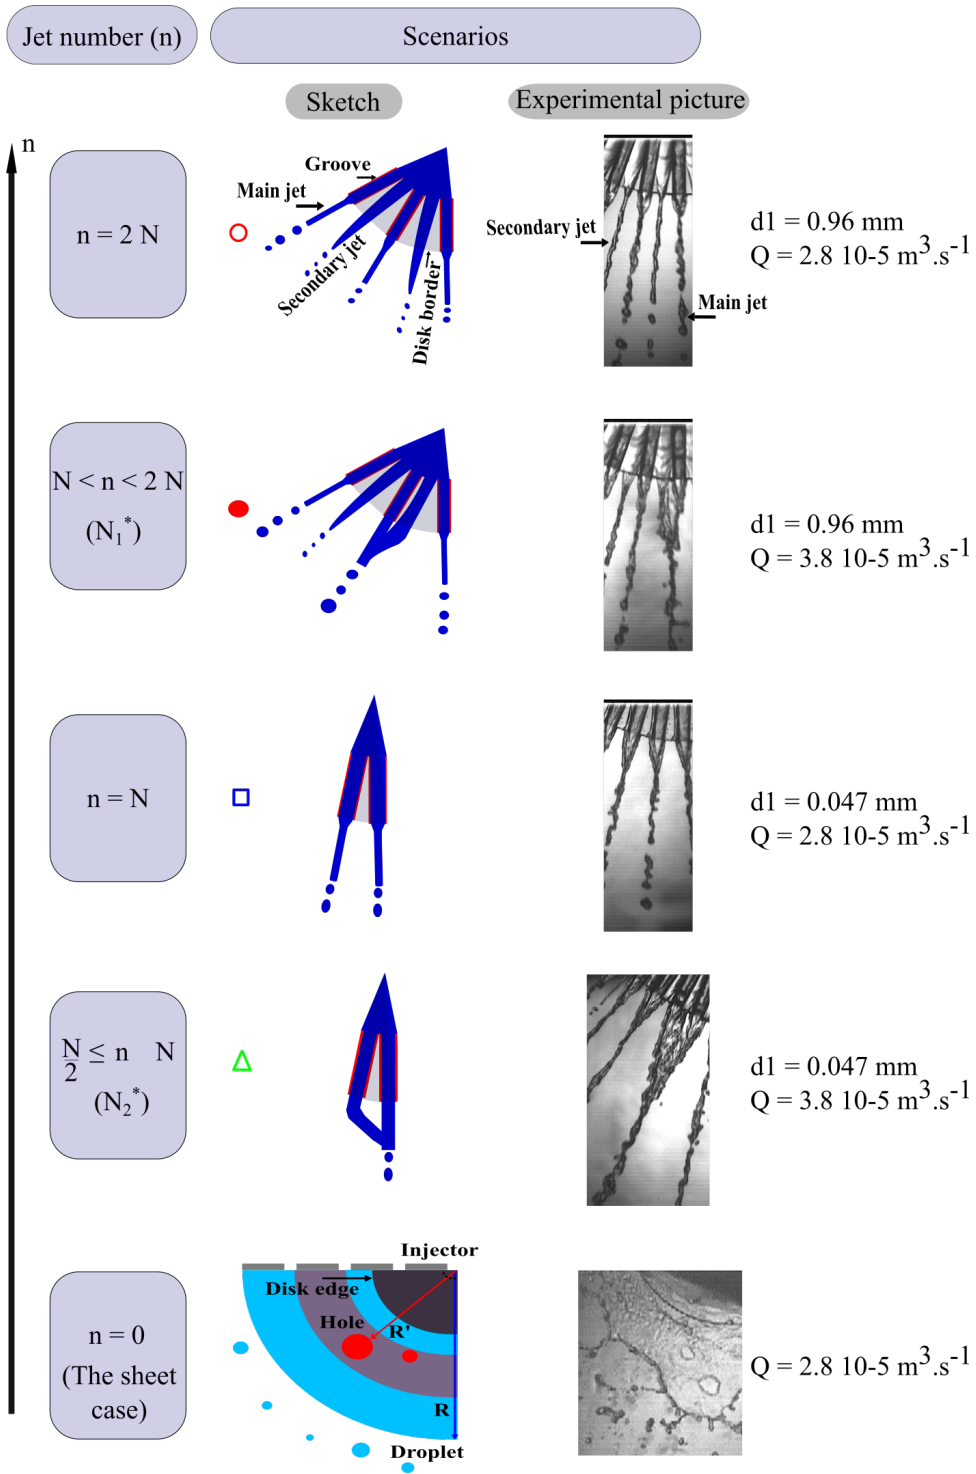 Jet number (n)
Scenarios
Sketch
Experimental picture
n
n = 2 N
Groove
Main jet
Secondary jet
Disk border
Secondary jet
Main jet
d1 = 0.96 mm
Q = 2.8 10-5 m³.s⁻¹
N < n < 2 N
(N₁*)
d1 = 0.96 mm
Q = 3.8 10-5 m³.s⁻¹
n = N
d1 = 0.047 mm
Q = 2.8 10-5 m³.s⁻¹
N/2 ≤ n N
(N₂*)
d1 = 0.047 mm
Q = 3.8 10-5 m³.s⁻¹
n = 0
(The sheet
case)
Injector
Disk edge
Hole
R'
R
Droplet
Q = 2.8 10-5 m³.s⁻¹